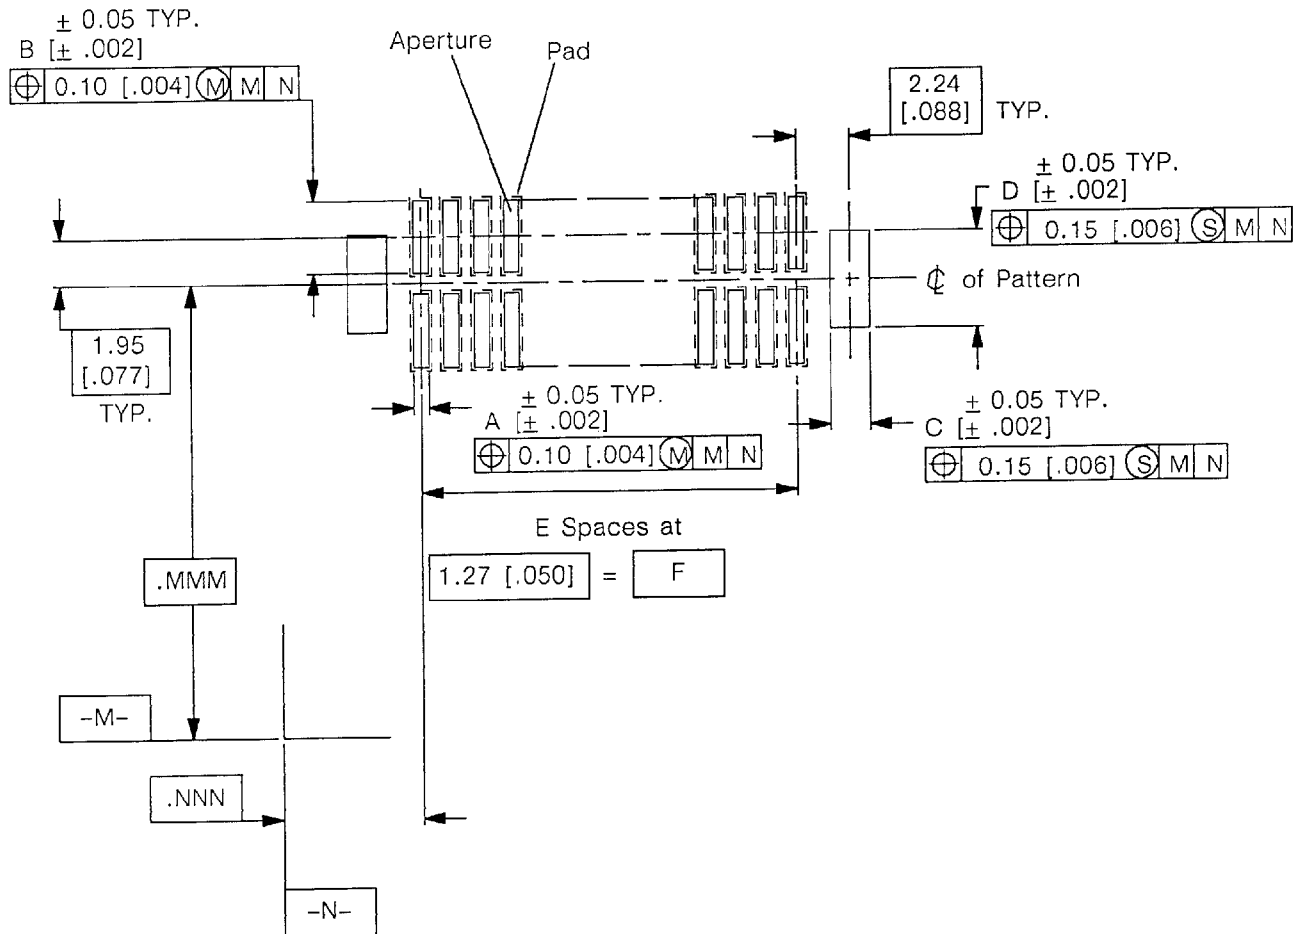 ± 0.05 TYP.
B [± .002]
⌖ 0.10 [.004] Ⓜ M N
Aperture
Pad
2.24
[.088] TYP.
± 0.05 TYP.
D [± .002]
⌖ 0.15 [.006] Ⓢ M N
℄ of Pattern
1.95
[.077]
TYP.
± 0.05 TYP.
A [± .002]
⌖ 0.10 [.004] Ⓜ M N
± 0.05 TYP.
C [± .002]
⌖ 0.15 [.006] Ⓢ M N
E Spaces at
1.27 [.050] = F
.MMM
–M–
.NNN
–N–